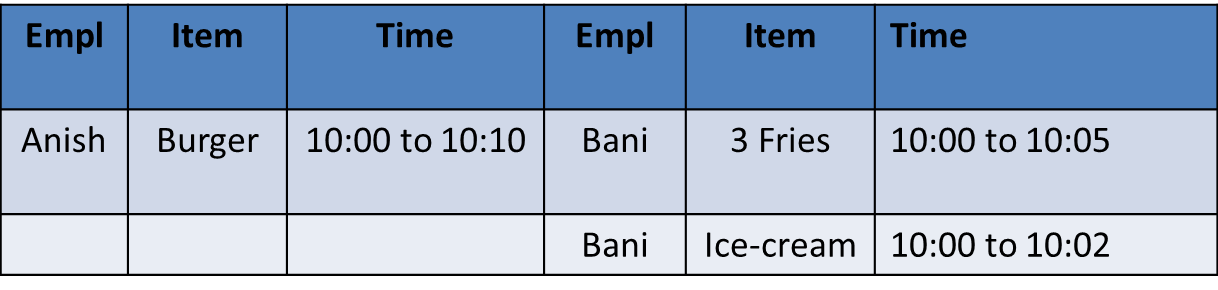 Empl Item Time Empl Item Time
Anish Burger 10:00 to 10:10 Bani 3 Fries 10:00 to 10:05
Bani Ice-cream 10:00 to 10:02